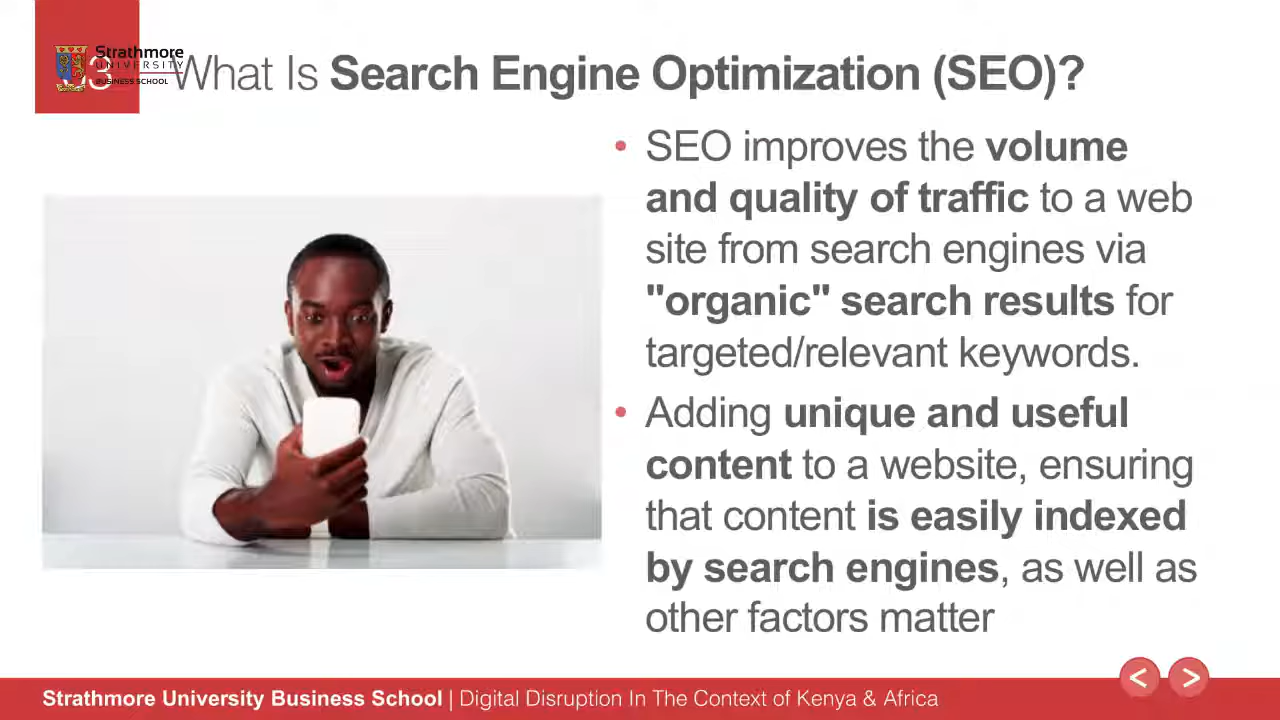 Strathmore
UNIVERSITY
BUSINESS SCHOOL
3
What Is Search Engine Optimization (SEO)?
• SEO improves the volume
and quality of traffic to a web
site from search engines via
"organic" search results for
targeted/relevant keywords.
• Adding unique and useful
content to a website, ensuring
that content is easily indexed
by search engines, as well as
other factors matter
< >
Strathmore University Business School | Digital Disruption In The Context of Kenya & Africa